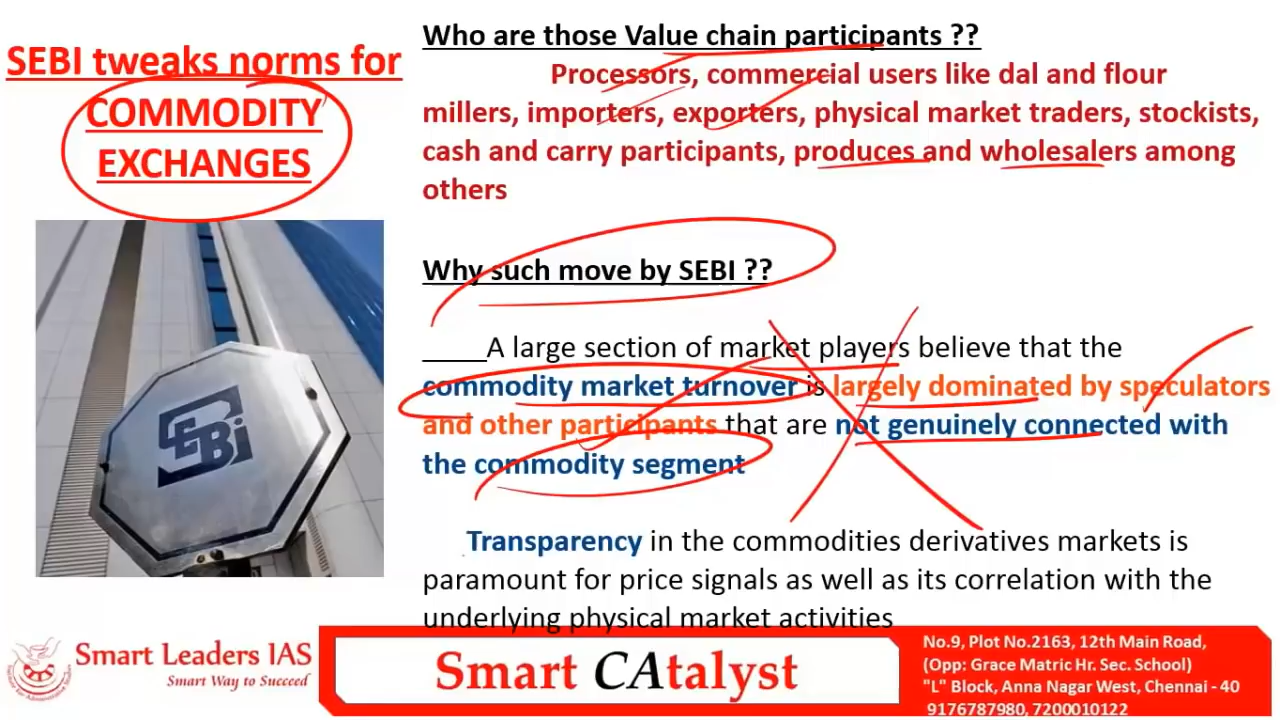 SEBI tweaks norms for
COMMODITY
EXCHANGES
SEBI
Who are those Value chain participants ??
Processors, commercial users like dal and flour
millers, importers, exporters, physical market traders, stockists,
cash and carry participants, produces and wholesalers among
others
Why such move by SEBI ??
____A large section of market players believe that the
commodity market turnover is largely dominated by speculators
and other participants that are not genuinely connected with
the commodity segment
Transparency in the commodities derivatives markets is
paramount for price signals as well as its correlation with the
underlying physical market activities
Smart Leaders IAS
Smart Way to Succeed
Smart CAtalyst
No.9, Plot No.2163, 12th Main Road,
(Opp: Grace Matric Hr. Sec. School)
"L" Block, Anna Nagar West, Chennai - 40
9176787980, 7200010122